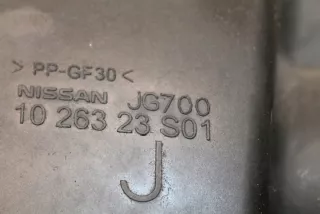 > PP-GF30 <
NISSAN JG700
10 263 23 S01
J